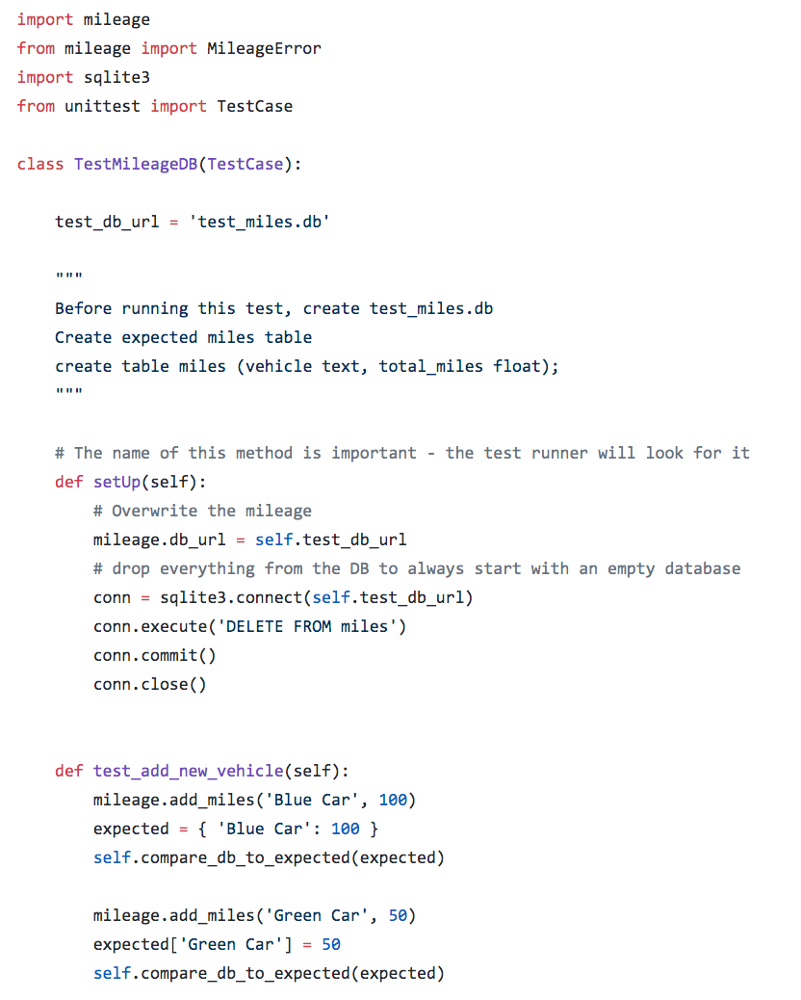 import mileage
from mileage import MileageError
import sqlite3
from unittest import TestCase

class TestMileageDB(TestCase):

    test_db_url = 'test_miles.db'

    """
    Before running this test, create test_miles.db
    Create expected miles table
    create table miles (vehicle text, total_miles float);
    """

    # The name of this method is important - the test runner will look for it
    def setUp(self):
        # Overwrite the mileage
        mileage.db_url = self.test_db_url
        # drop everything from the DB to always start with an empty database
        conn = sqlite3.connect(self.test_db_url)
        conn.execute('DELETE FROM miles')
        conn.commit()
        conn.close()


    def test_add_new_vehicle(self):
        mileage.add_miles('Blue Car', 100)
        expected = { 'Blue Car': 100 }
        self.compare_db_to_expected(expected)

        mileage.add_miles('Green Car', 50)
        expected['Green Car'] = 50
        self.compare_db_to_expected(expected)